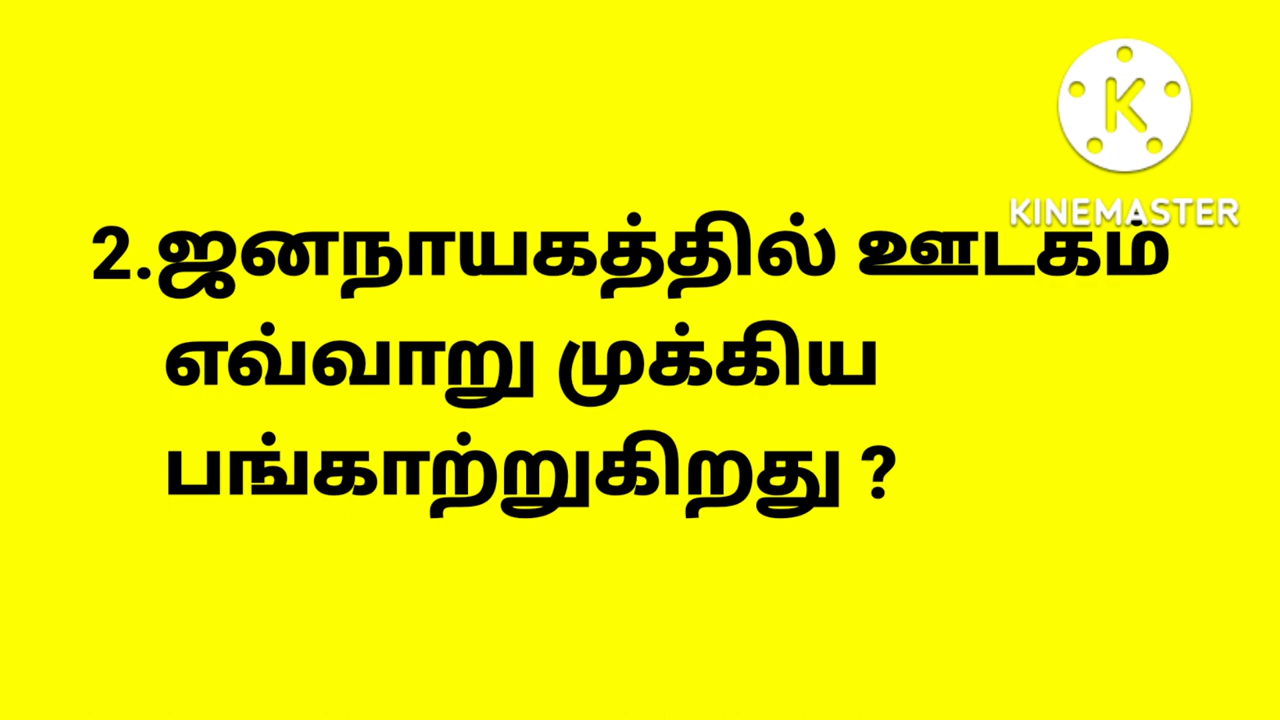 KINEMASTER
2.ஜனநாயகத்தில் ஊடகம்
எவ்வாறு முக்கிய
பங்காற்றுகிறது ?